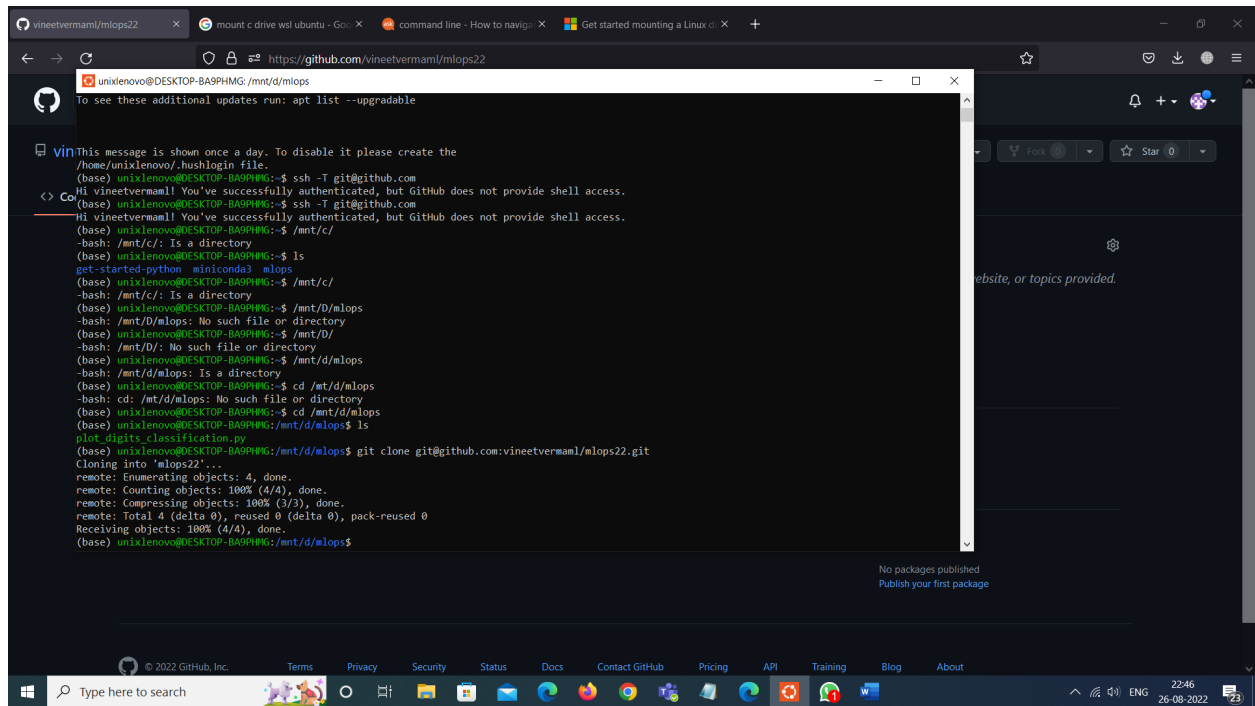 vineetvermaml/mlops22
mount c drive wsl ubuntu - Goo
command line - How to naviga
Get started mounting a Linux di
https://github.com/vineetvermaml/mlops22
unixlenovo@DESKTOP-BA9PHMG: /mnt/d/mlops
To see these additional updates run: apt list --upgradable
This message is shown once a day. To disable it please create the
/home/unixlenovo/.hushlogin file.
(base) unixlenovo@DESKTOP-BA9PHMG:~$ ssh -T git@github.com
Hi vineetvermaml! You've successfully authenticated, but GitHub does not provide shell access.
(base) unixlenovo@DESKTOP-BA9PHMG:~$ ssh -T git@github.com
Hi vineetvermaml! You've successfully authenticated, but GitHub does not provide shell access.
(base) unixlenovo@DESKTOP-BA9PHMG:~$ /mnt/c/
-bash: /mnt/c/: Is a directory
(base) unixlenovo@DESKTOP-BA9PHMG:~$ ls
get-started-python  miniconda3  mlops
(base) unixlenovo@DESKTOP-BA9PHMG:~$ /mnt/c/
-bash: /mnt/c/: Is a directory
(base) unixlenovo@DESKTOP-BA9PHMG:~$ /mnt/D/mlops
-bash: /mnt/D/mlops: No such file or directory
(base) unixlenovo@DESKTOP-BA9PHMG:~$ /mnt/D/
-bash: /mnt/D/: No such file or directory
(base) unixlenovo@DESKTOP-BA9PHMG:~$ /mnt/d/mlops
-bash: /mnt/d/mlops: Is a directory
(base) unixlenovo@DESKTOP-BA9PHMG:~$ cd /mt/d/mlops
-bash: cd: /mt/d/mlops: No such file or directory
(base) unixlenovo@DESKTOP-BA9PHMG:~$ cd /mnt/d/mlops
(base) unixlenovo@DESKTOP-BA9PHMG:/mnt/d/mlops$ ls
plot_digits_classification.py
(base) unixlenovo@DESKTOP-BA9PHMG:/mnt/d/mlops$ git clone git@github.com:vineetvermaml/mlops22.git
Cloning into 'mlops22'...
remote: Enumerating objects: 4, done.
remote: Counting objects: 100% (4/4), done.
remote: Compressing objects: 100% (3/3), done.
remote: Total 4 (delta 0), reused 0 (delta 0), pack-reused 0
Receiving objects: 100% (4/4), done.
(base) unixlenovo@DESKTOP-BA9PHMG:/mnt/d/mlops$
vin
Fork 0
Star 0
<> Co
ebsite, or topics provided.
No packages published
Publish your first package
© 2022 GitHub, Inc.
Terms
Privacy
Security
Status
Docs
Contact GitHub
Pricing
API
Training
Blog
About
Type here to search
ENG
22:46
26-08-2022
23